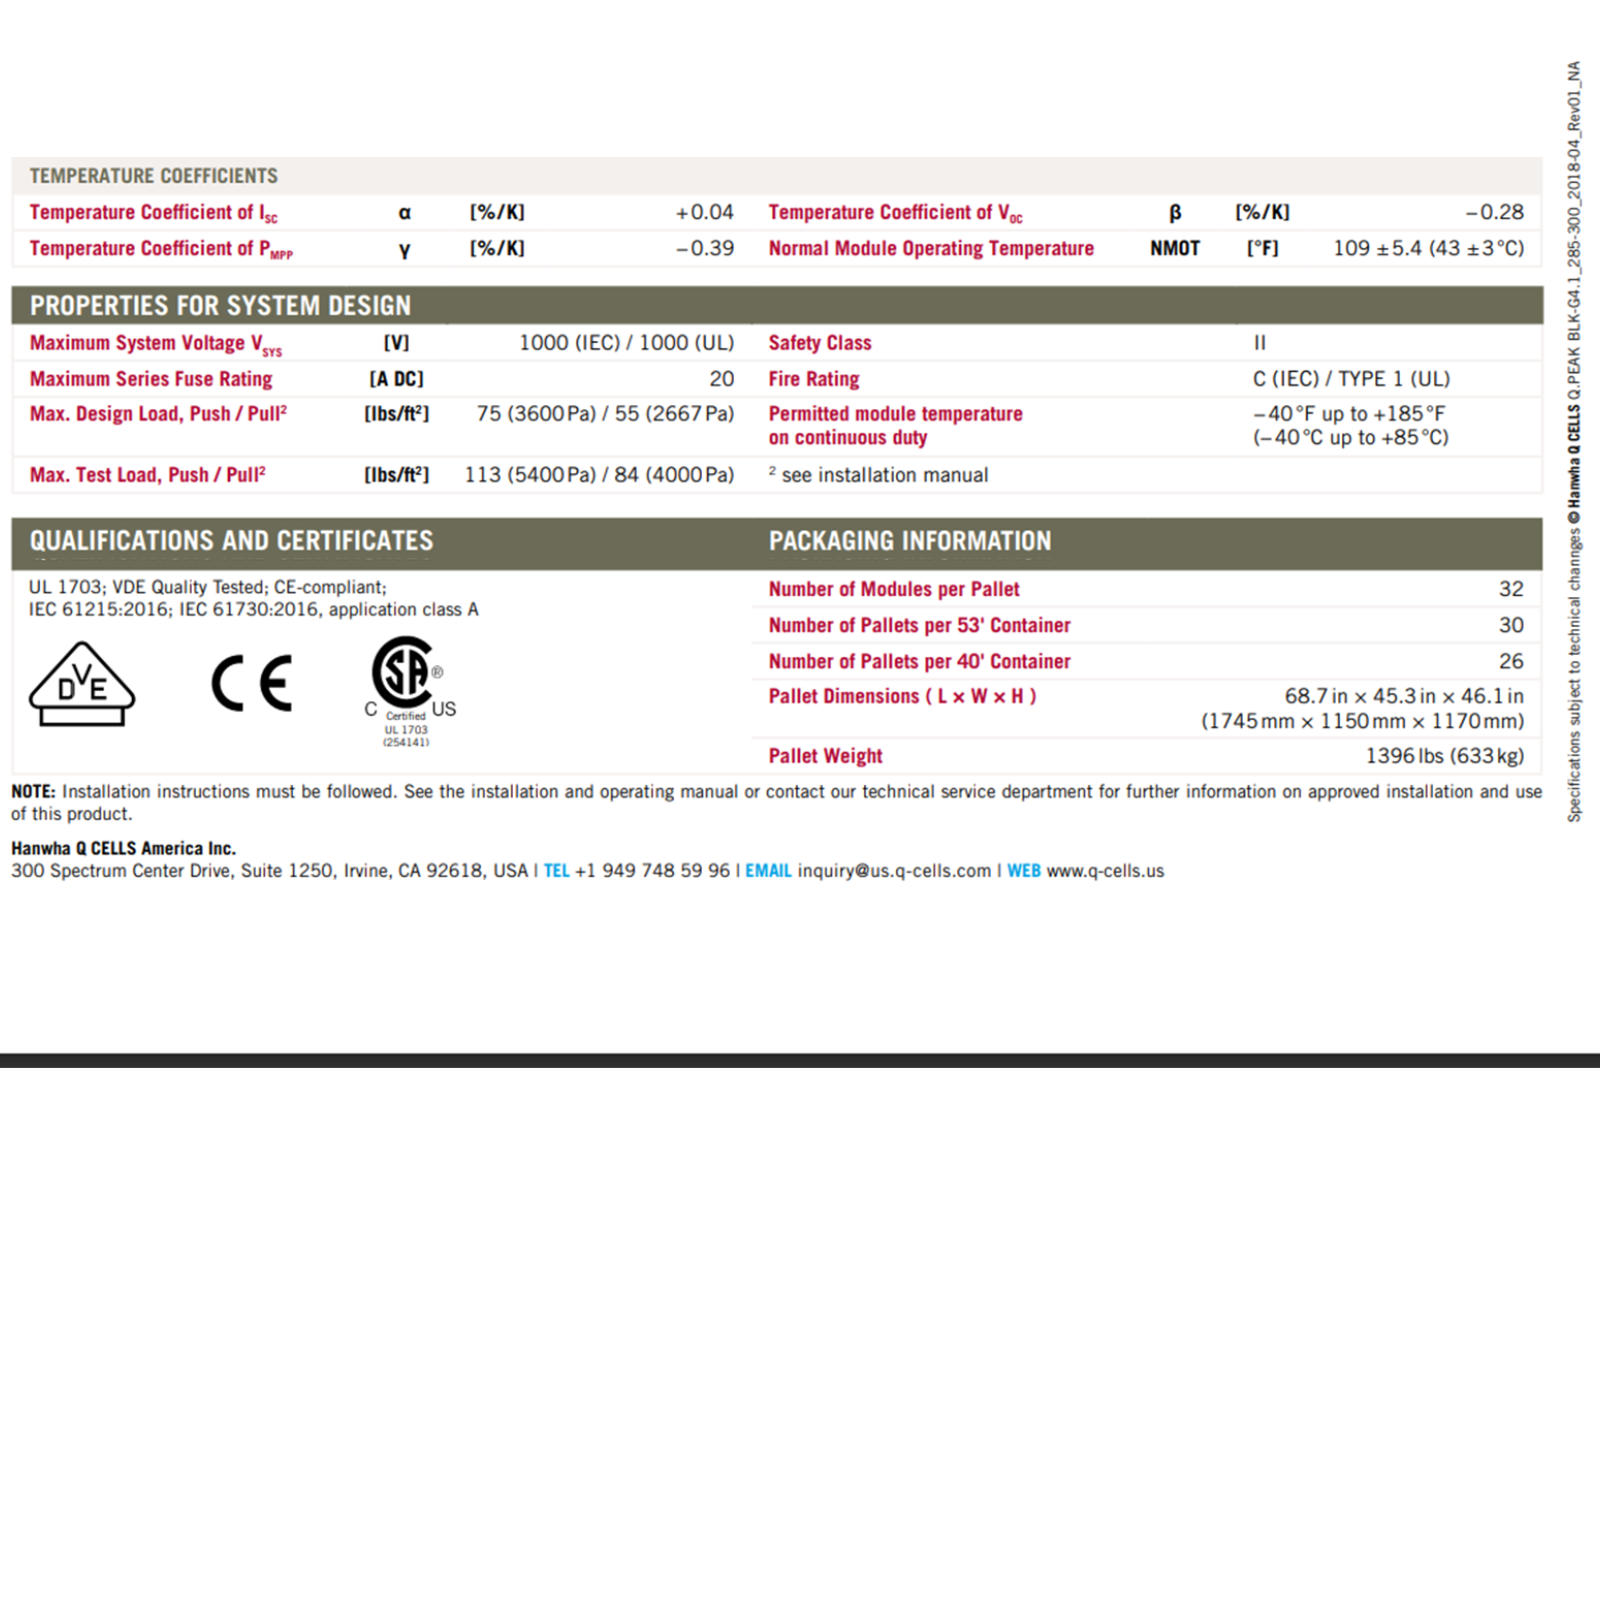 TEMPERATURE COEFFICIENTS
Temperature Coefficient of ISC α [%/K] +0.04 Temperature Coefficient of VOC β [%/K] −0.28
Temperature Coefficient of PMPP γ [%/K] −0.39 Normal Module Operating Temperature NMOT [°F] 109 ±5.4 (43 ±3 °C)
PROPERTIES FOR SYSTEM DESIGN
Maximum System Voltage VSYS [V] 1000 (IEC) / 1000 (UL) Safety Class II
Maximum Series Fuse Rating [A DC] 20 Fire Rating C (IEC) / TYPE 1 (UL)
Max. Design Load, Push / Pull² [lbs/ft²] 75 (3600 Pa) / 55 (2667 Pa) Permitted module temperature −40 °F up to +185 °F
on continuous duty (−40 °C up to +85 °C)
Max. Test Load, Push / Pull² [lbs/ft²] 113 (5400 Pa) / 84 (4000 Pa) ² see installation manual
QUALIFICATIONS AND CERTIFICATES PACKAGING INFORMATION
UL 1703; VDE Quality Tested; CE-compliant;
IEC 61215:2016; IEC 61730:2016, application class A
DVE
CE
SA ®
C Certified US
UL 1703
(254141)
Number of Modules per Pallet 32
Number of Pallets per 53' Container 30
Number of Pallets per 40' Container 26
Pallet Dimensions ( L × W × H ) 68.7 in × 45.3 in × 46.1 in
(1745 mm × 1150 mm × 1170 mm)
Pallet Weight 1396 lbs (633 kg)
NOTE: Installation instructions must be followed. See the installation and operating manual or contact our technical service department for further information on approved installation and use
of this product.
Hanwha Q CELLS America Inc.
300 Spectrum Center Drive, Suite 1250, Irvine, CA 92618, USA | TEL +1 949 748 59 96 | EMAIL inquiry@us.q-cells.com | WEB www.q-cells.us
Specifications subject to technical changes © Hanwha Q CELLS Q.PEAK BLK-G4.1_285-300_2018-04_Rev01_NA